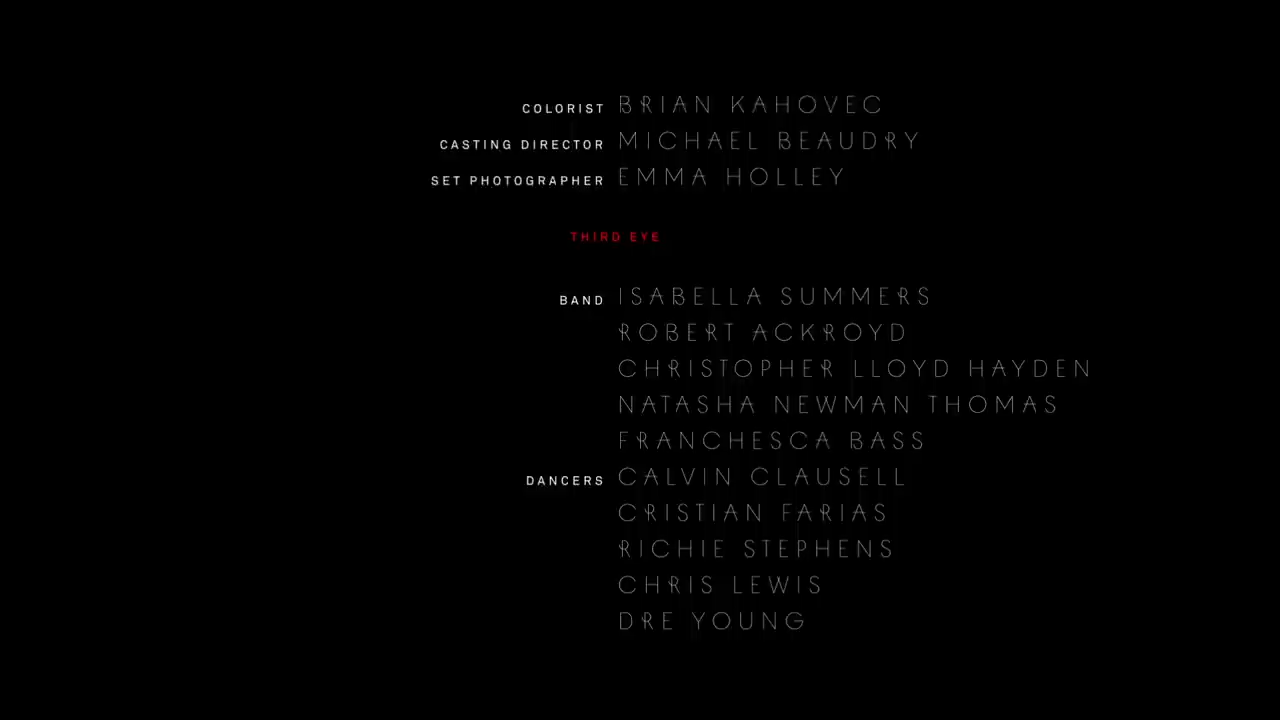 COLORIST BRIAN KAHOVEC
CASTING DIRECTOR MICHAEL BEAUDRY
SET PHOTOGRAPHER EMMA HOLLEY
THIRD EYE
BAND ISABELLA SUMMERS
ROBERT ACKROYD
CHRISTOPHER LLOYD HAYDEN
NATASHA NEWMAN THOMAS
FRANCHESCA BASS
DANCERS CALVIN CLAUSELL
CRISTIAN FARIAS
RICHIE STEPHENS
CHRIS LEWIS
DRE YOUNG